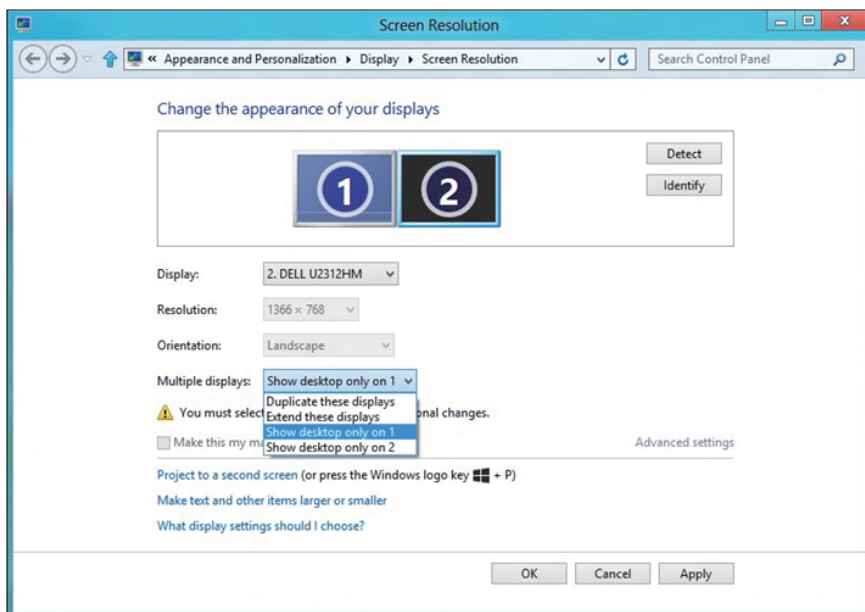 Screen Resolution
« Appearance and Personalization Display Screen Resolution Search Control Panel
Change the appearance of your displays
1 2
Detect
Identify
Display: 2. DELL U2312HM
Resolution: 1366 × 768
Orientation: Landscape
Multiple displays: Show desktop only on 1
Duplicate these displays
You must onal changes.
Extend these displays
Show desktop only on 1
Make this my
Show desktop only on 2
Advanced settings
Project to a second screen (or press the Windows logo key + P)
Make text and other items larger or smaller
What display settings should I choose?
OK Cancel Apply